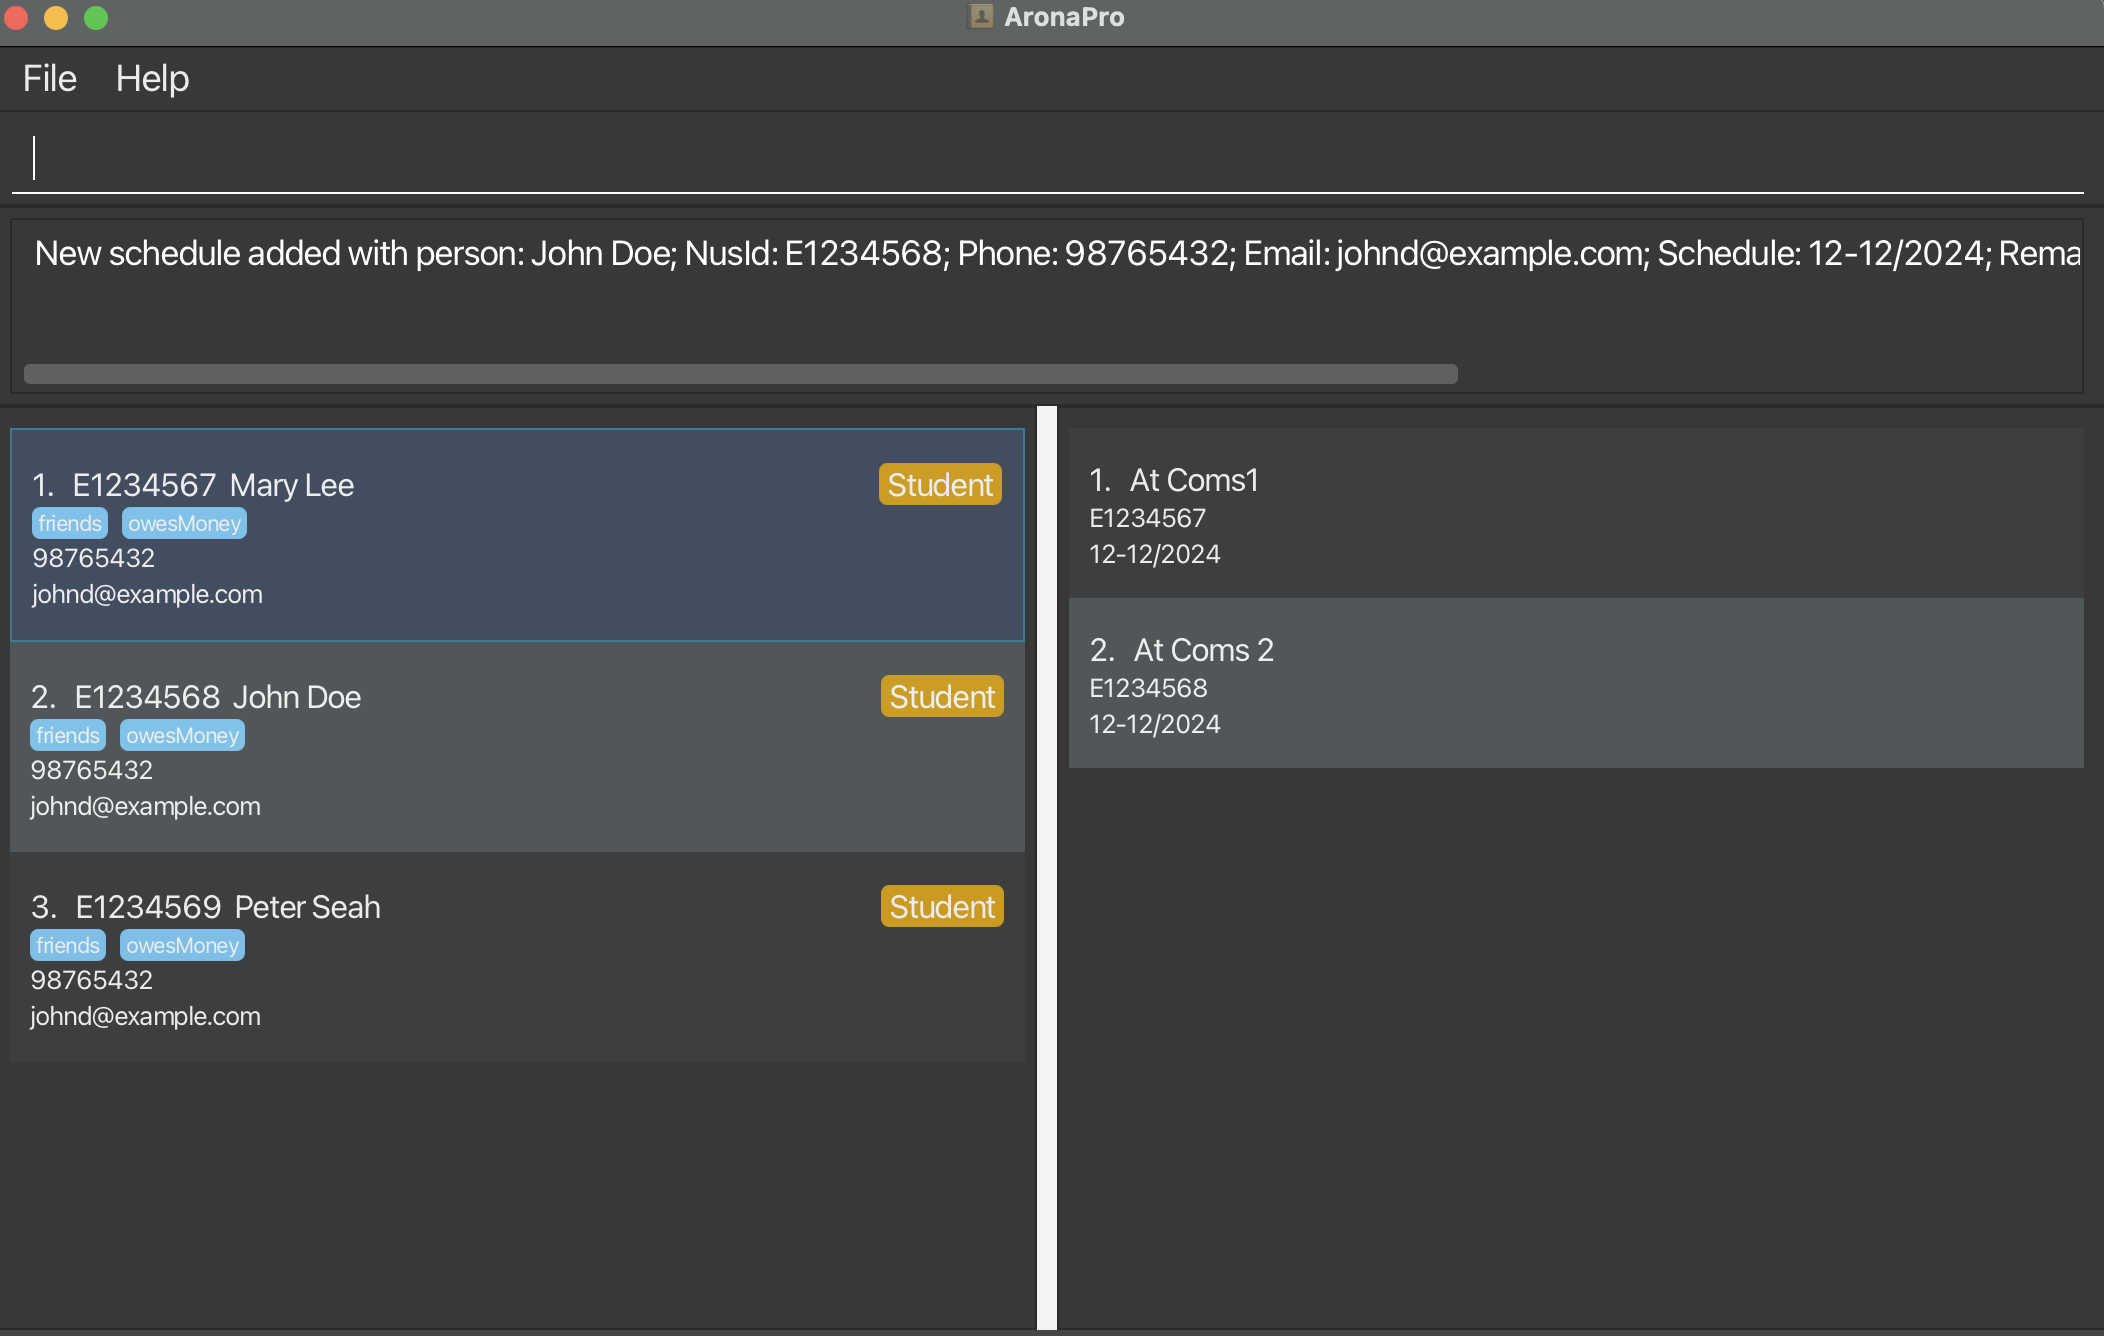 AronaPro
File Help
New schedule added with person: John Doe; NusId: E1234568; Phone: 98765432; Email: johnd@example.com; Schedule: 12-12/2024; Rema
1. E1234567 Mary Lee Student
friends owesMoney
98765432
johnd@example.com
2. E1234568 John Doe Student
friends owesMoney
98765432
johnd@example.com
3. E1234569 Peter Seah Student
friends owesMoney
98765432
johnd@example.com
1. At Coms1
E1234567
12-12/2024
2. At Coms 2
E1234568
12-12/2024